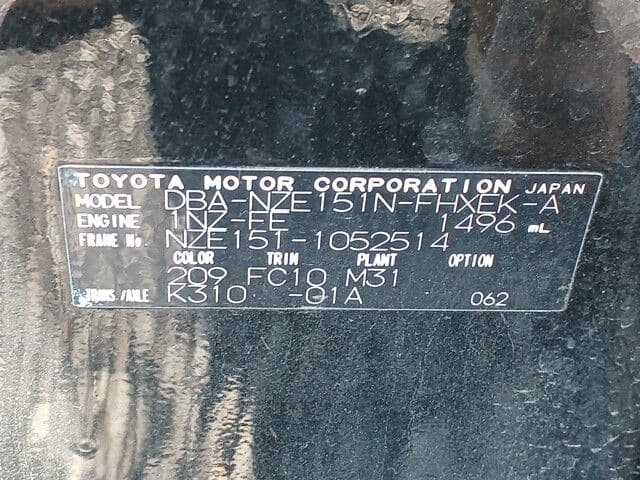 TOYOTA MOTOR CORPORATION JAPAN
MODEL DBA-NZE151N-FHXEK-A
ENGINE 1NZ-FE 1496 mL
FRAME No. NZE151-1052514
COLOR TRIM PLANT OPTION
209 FC10 M31
TRANS./AXLE K310 -01A 062